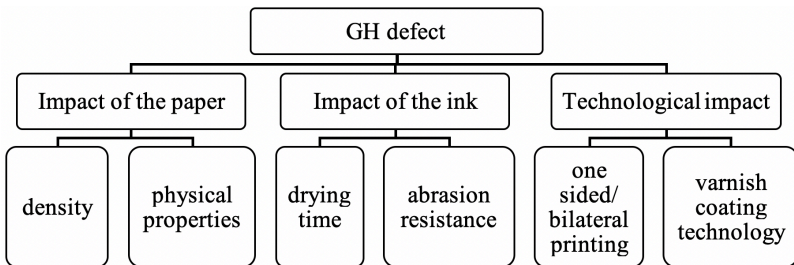 GH defect
Impact of the paper
Impact of the ink
Technological impact
density
physical
properties
drying
time
abrasion
resistance
one
sided/
bilateral
printing
varnish
coating
technology